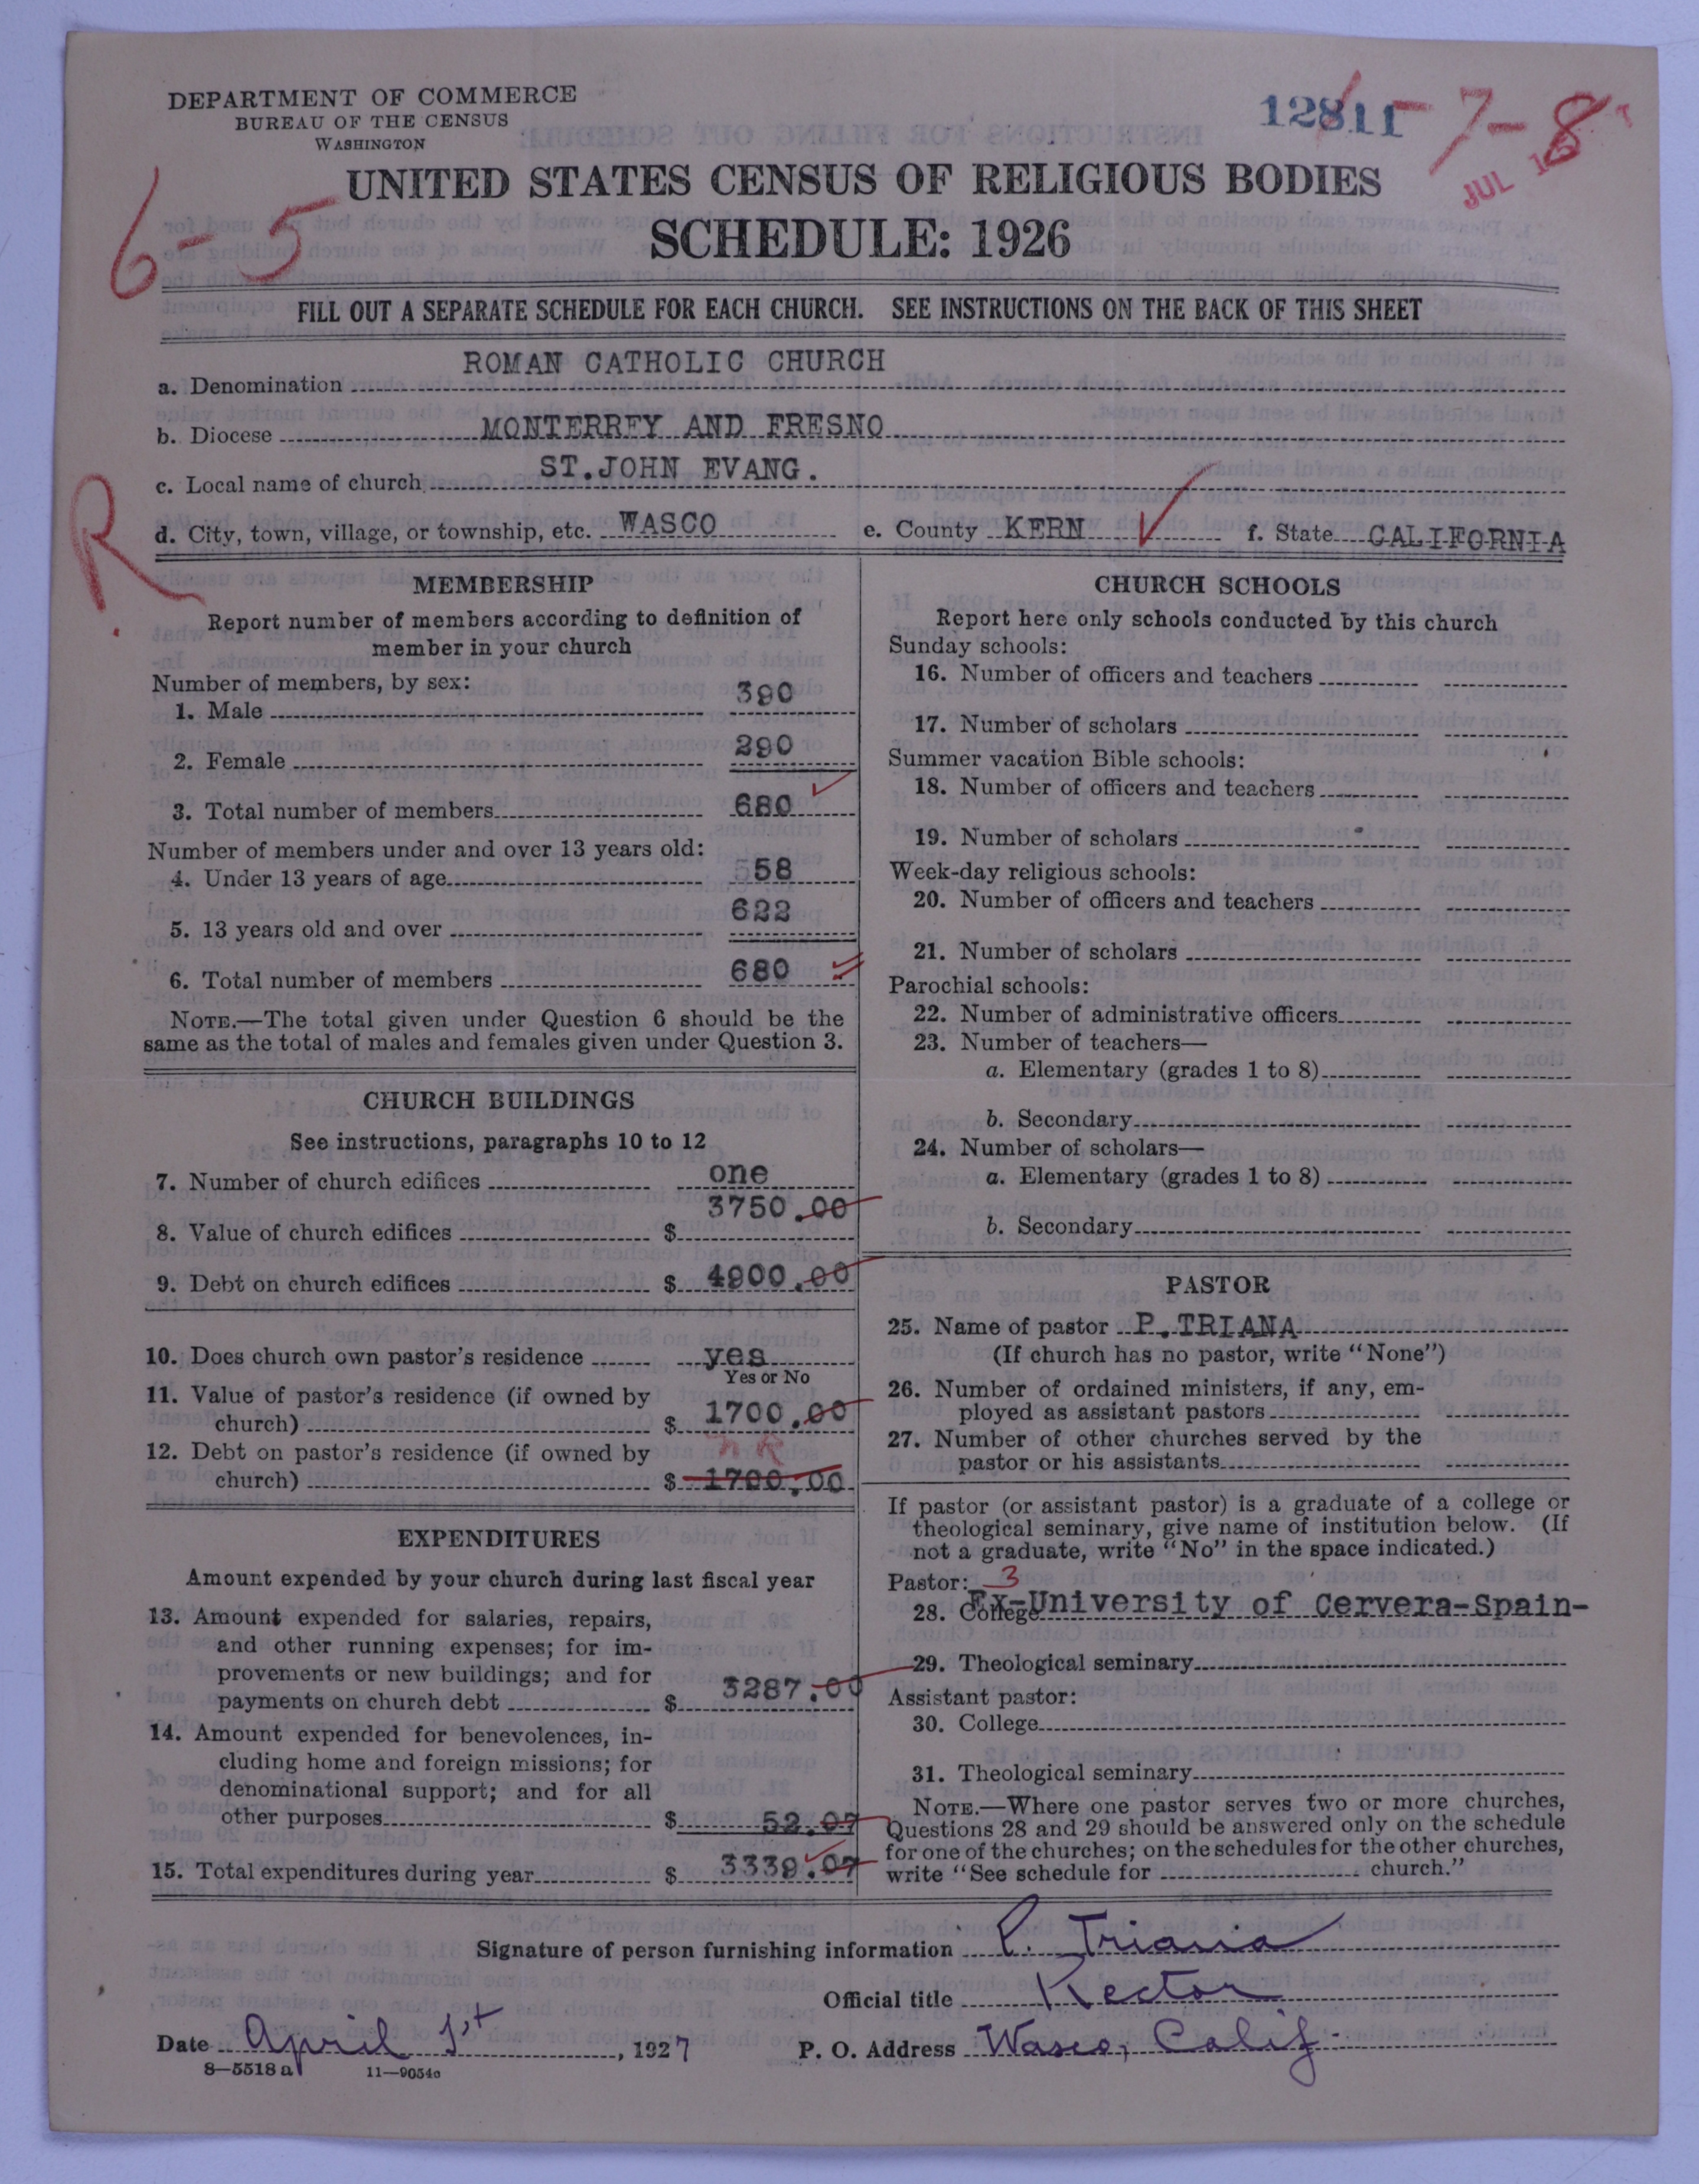 DEPARTMENT OF COMMERCE
BUREAU OF THE CENSUS
WASHINGTON
12811
7-8
JUL
6-5
UNITED STATES CENSUS OF RELIGIOUS BODIES
SCHEDULE: 1926
FILL OUT A SEPARATE SCHEDULE FOR EACH CHURCH. SEE INSTRUCTIONS ON THE BACK OF THIS SHEET
a. Denomination ROMAN CATHOLIC CHURCH
b. Diocese MONTERREY AND FRESNO
c. Local name of church ST.JOHN EVANG.
R
d. City, town, village, or township, etc. WASCO e. County KERN f. State CALIFORNIA
MEMBERSHIP
Report number of members according to definition of
member in your church
Number of members, by sex:
1. Male 390
2. Female 290
3. Total number of members 680
Number of members under and over 13 years old:
4. Under 13 years of age 58
5. 13 years old and over 622
6. Total number of members 680
NOTE.—The total given under Question 6 should be the
same as the total of males and females given under Question 3.
CHURCH BUILDINGS
See instructions, paragraphs 10 to 12
7. Number of church edifices one
8. Value of church edifices $ 3750.00
9. Debt on church edifices $ 4900.00
10. Does church own pastor's residence yes
Yes or No
11. Value of pastor's residence (if owned by
church) $ 1700.00
12. Debt on pastor's residence (if owned by
n R
church) $ 1700.00
EXPENDITURES
Amount expended by your church during last fiscal year
13. Amount expended for salaries, repairs,
and other running expenses; for im-
provements or new buildings; and for
payments on church debt $ 3287.00
14. Amount expended for benevolences, in-
cluding home and foreign missions; for
denominational support; and for all
other purposes $ 52.07
15. Total expenditures during year $ 3339.07
CHURCH SCHOOLS
Report here only schools conducted by this church
Sunday schools:
16. Number of officers and teachers
17. Number of scholars
Summer vacation Bible schools:
18. Number of officers and teachers
19. Number of scholars
Week-day religious schools:
20. Number of officers and teachers
21. Number of scholars
Parochial schools:
22. Number of administrative officers
23. Number of teachers—
a. Elementary (grades 1 to 8)
b. Secondary
24. Number of scholars—
a. Elementary (grades 1 to 8)
b. Secondary
PASTOR
25. Name of pastor P. TRIANA
(If church has no pastor, write "None")
26. Number of ordained ministers, if any, em-
ployed as assistant pastors
27. Number of other churches served by the
pastor or his assistants
If pastor (or assistant pastor) is a graduate of a college or
theological seminary, give name of institution below. (If
not a graduate, write "No" in the space indicated.)
Pastor: 3
28. College Ex-University of Cervera-Spain-
29. Theological seminary
Assistant pastor:
30. College
31. Theological seminary
NOTE.—Where one pastor serves two or more churches,
Questions 28 and 29 should be answered only on the schedule
for one of the churches; on the schedules for the other churches,
write "See schedule for church."
Signature of person furnishing information P. Triana
Official title Rector
Date April 1st, 1927 P. O. Address Wasco, Calif.
8—5518 a 11—9054a